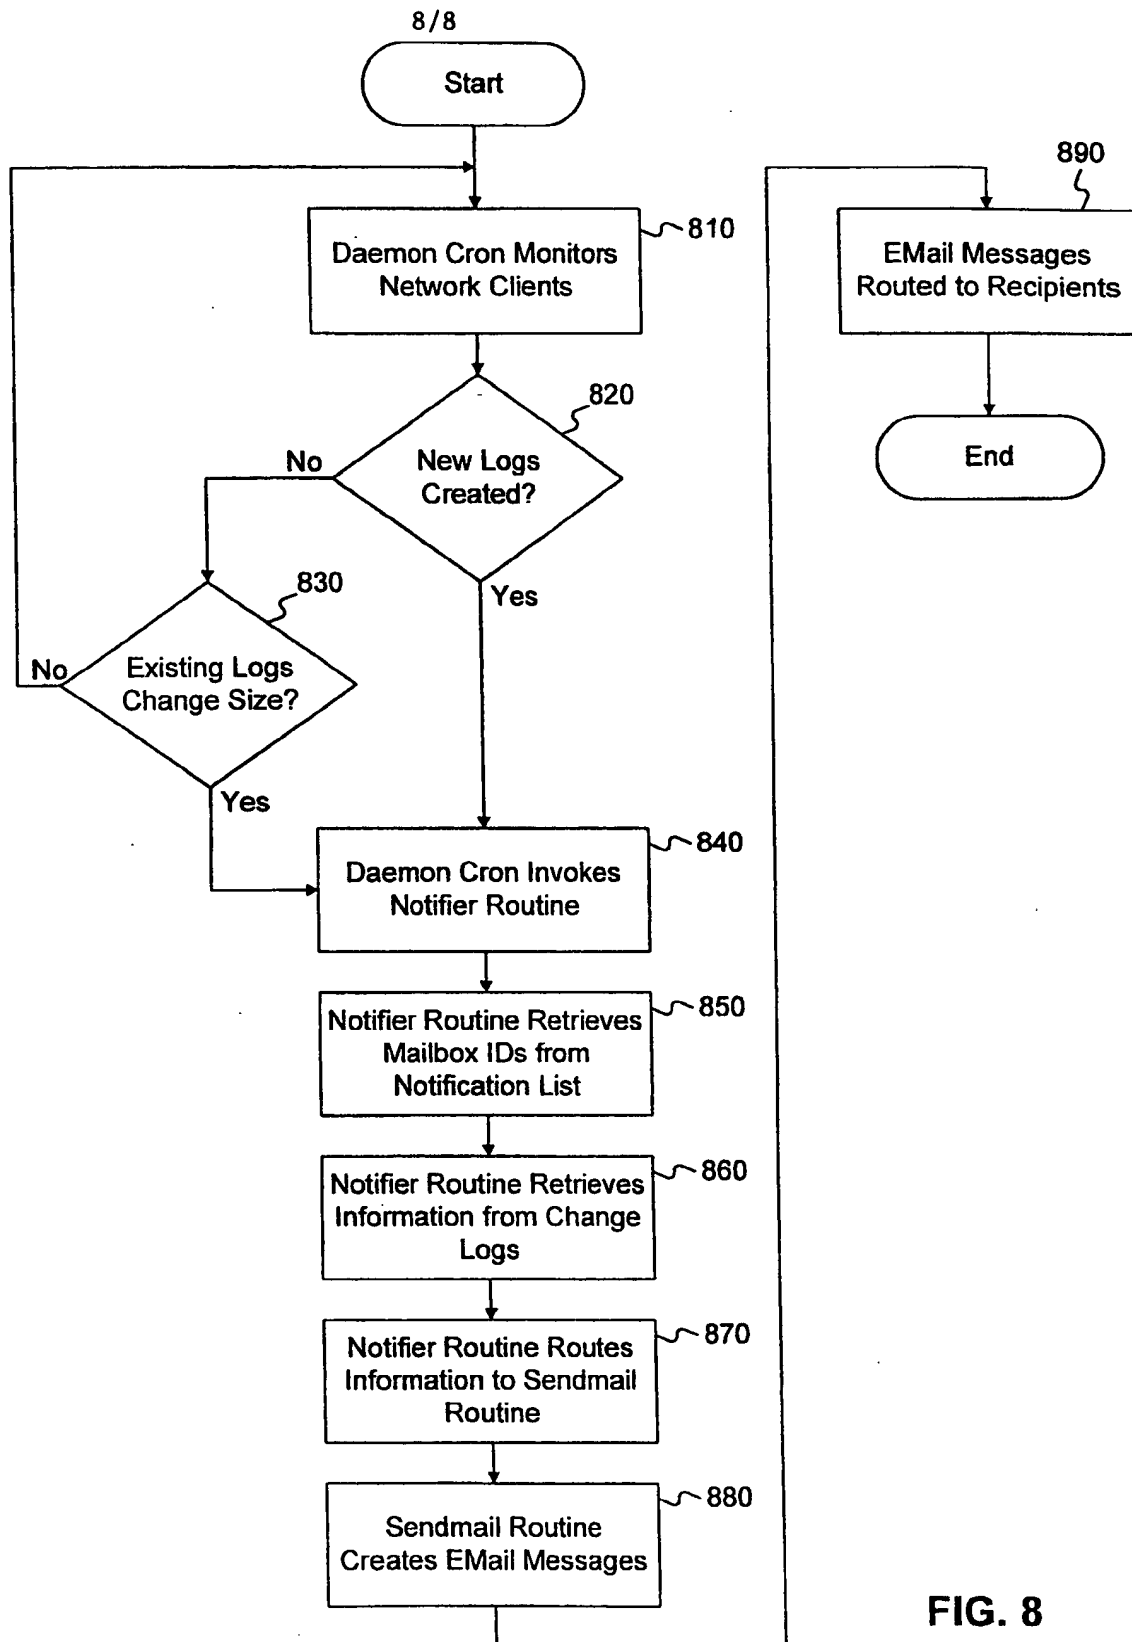 8/8
Start
810
Daemon Cron Monitors
Network Clients
820
New Logs
Created?
No
Yes
830
Existing Logs
Change Size?
No
Yes
840
Daemon Cron Invokes
Notifier Routine
850
Notifier Routine Retrieves
Mailbox IDs from
Notification List
860
Notifier Routine Retrieves
Information from Change
Logs
870
Notifier Routine Routes
Information to Sendmail
Routine
880
Sendmail Routine
Creates EMail Messages
890
EMail Messages
Routed to Recipients
End
FIG. 8